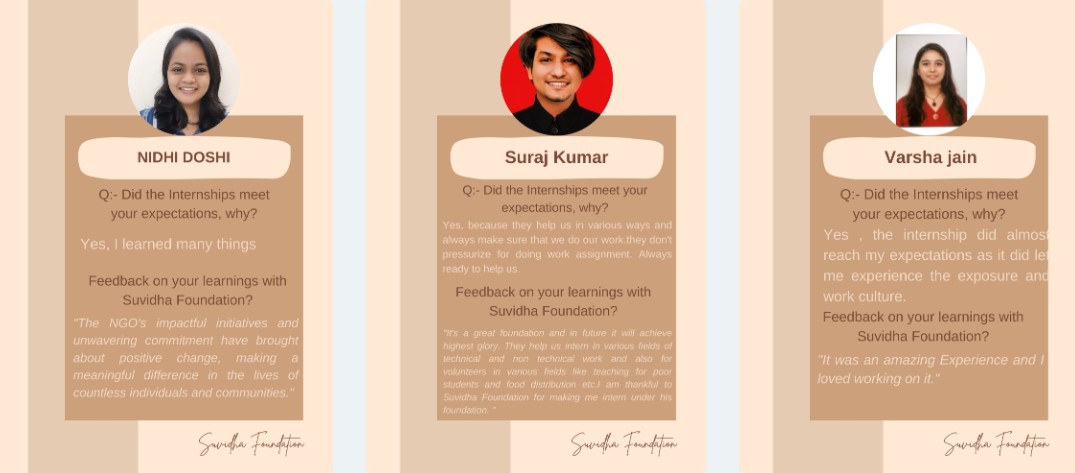 NIDHI DOSHI
Q:- Did the Internships meet
your expectations, why?
Yes, I learned many things
Feedback on your learnings with
Suvidha Foundation?
"The NGO's impactful initiatives and
unwavering commitment have brought
about positive change, making a
meaningful difference in the lives of
countless individuals and communities."
Suvidha Foundation
Suraj Kumar
Q:- Did the Internships meet your
expectations, why?
Yes, because they help us in various ways and
always make sure that we do our work.they don't
pressurize for doing work assignment. Always
ready to help us.
Feedback on your learnings with
Suvidha Foundation?
"It's a great foundation and in future it will achieve
highest glory. They help us intern in various fields of
technical and non technical work and also for
volunteers in various fields like teaching for poor
students and food distribution etc.I am thankful to
Suvidha Foundation for making me intern under his
foundation. "
Suvidha Foundation
Varsha jain
Q:- Did the Internships meet
your expectations, why?
Yes , the internship did almost
reach my expectations as it did let
me experience the exposure and
work culture.
Feedback on your learnings with
Suvidha Foundation?
"It was an amazing Experience and I
loved working on it."
Suvidha Foundation